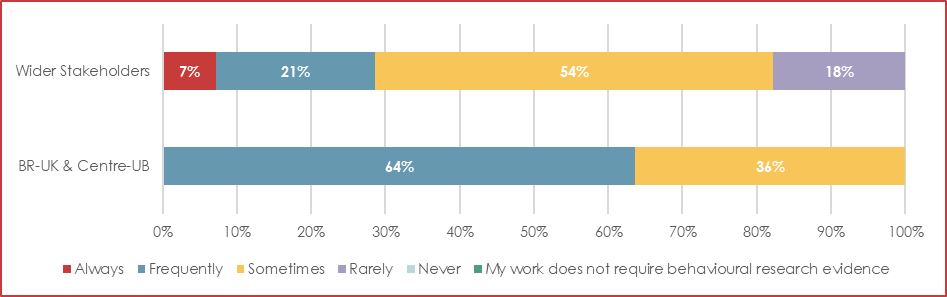 Wider Stakeholders 7% 21% 54% 18%
BR-UK & Centre-UB 64% 36%
0% 10% 20% 30% 40% 50% 60% 70% 80% 90% 100%
Always Frequently Sometimes Rarely Never My work does not require behavioural research evidence